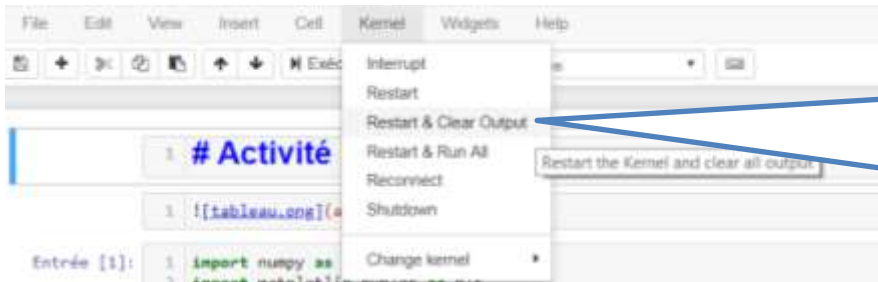 File Edit View Insert Cell Kernel Widgets Help
Exéc
Interrupt
Restart
Restart & Clear Output
Restart & Run All
Restart the Kernel and clear all output
Reconnect
Shutdown
Change kernel
1 # Activité
1 ![tableau.png](a
Entrée [1]: 1 import numpy as